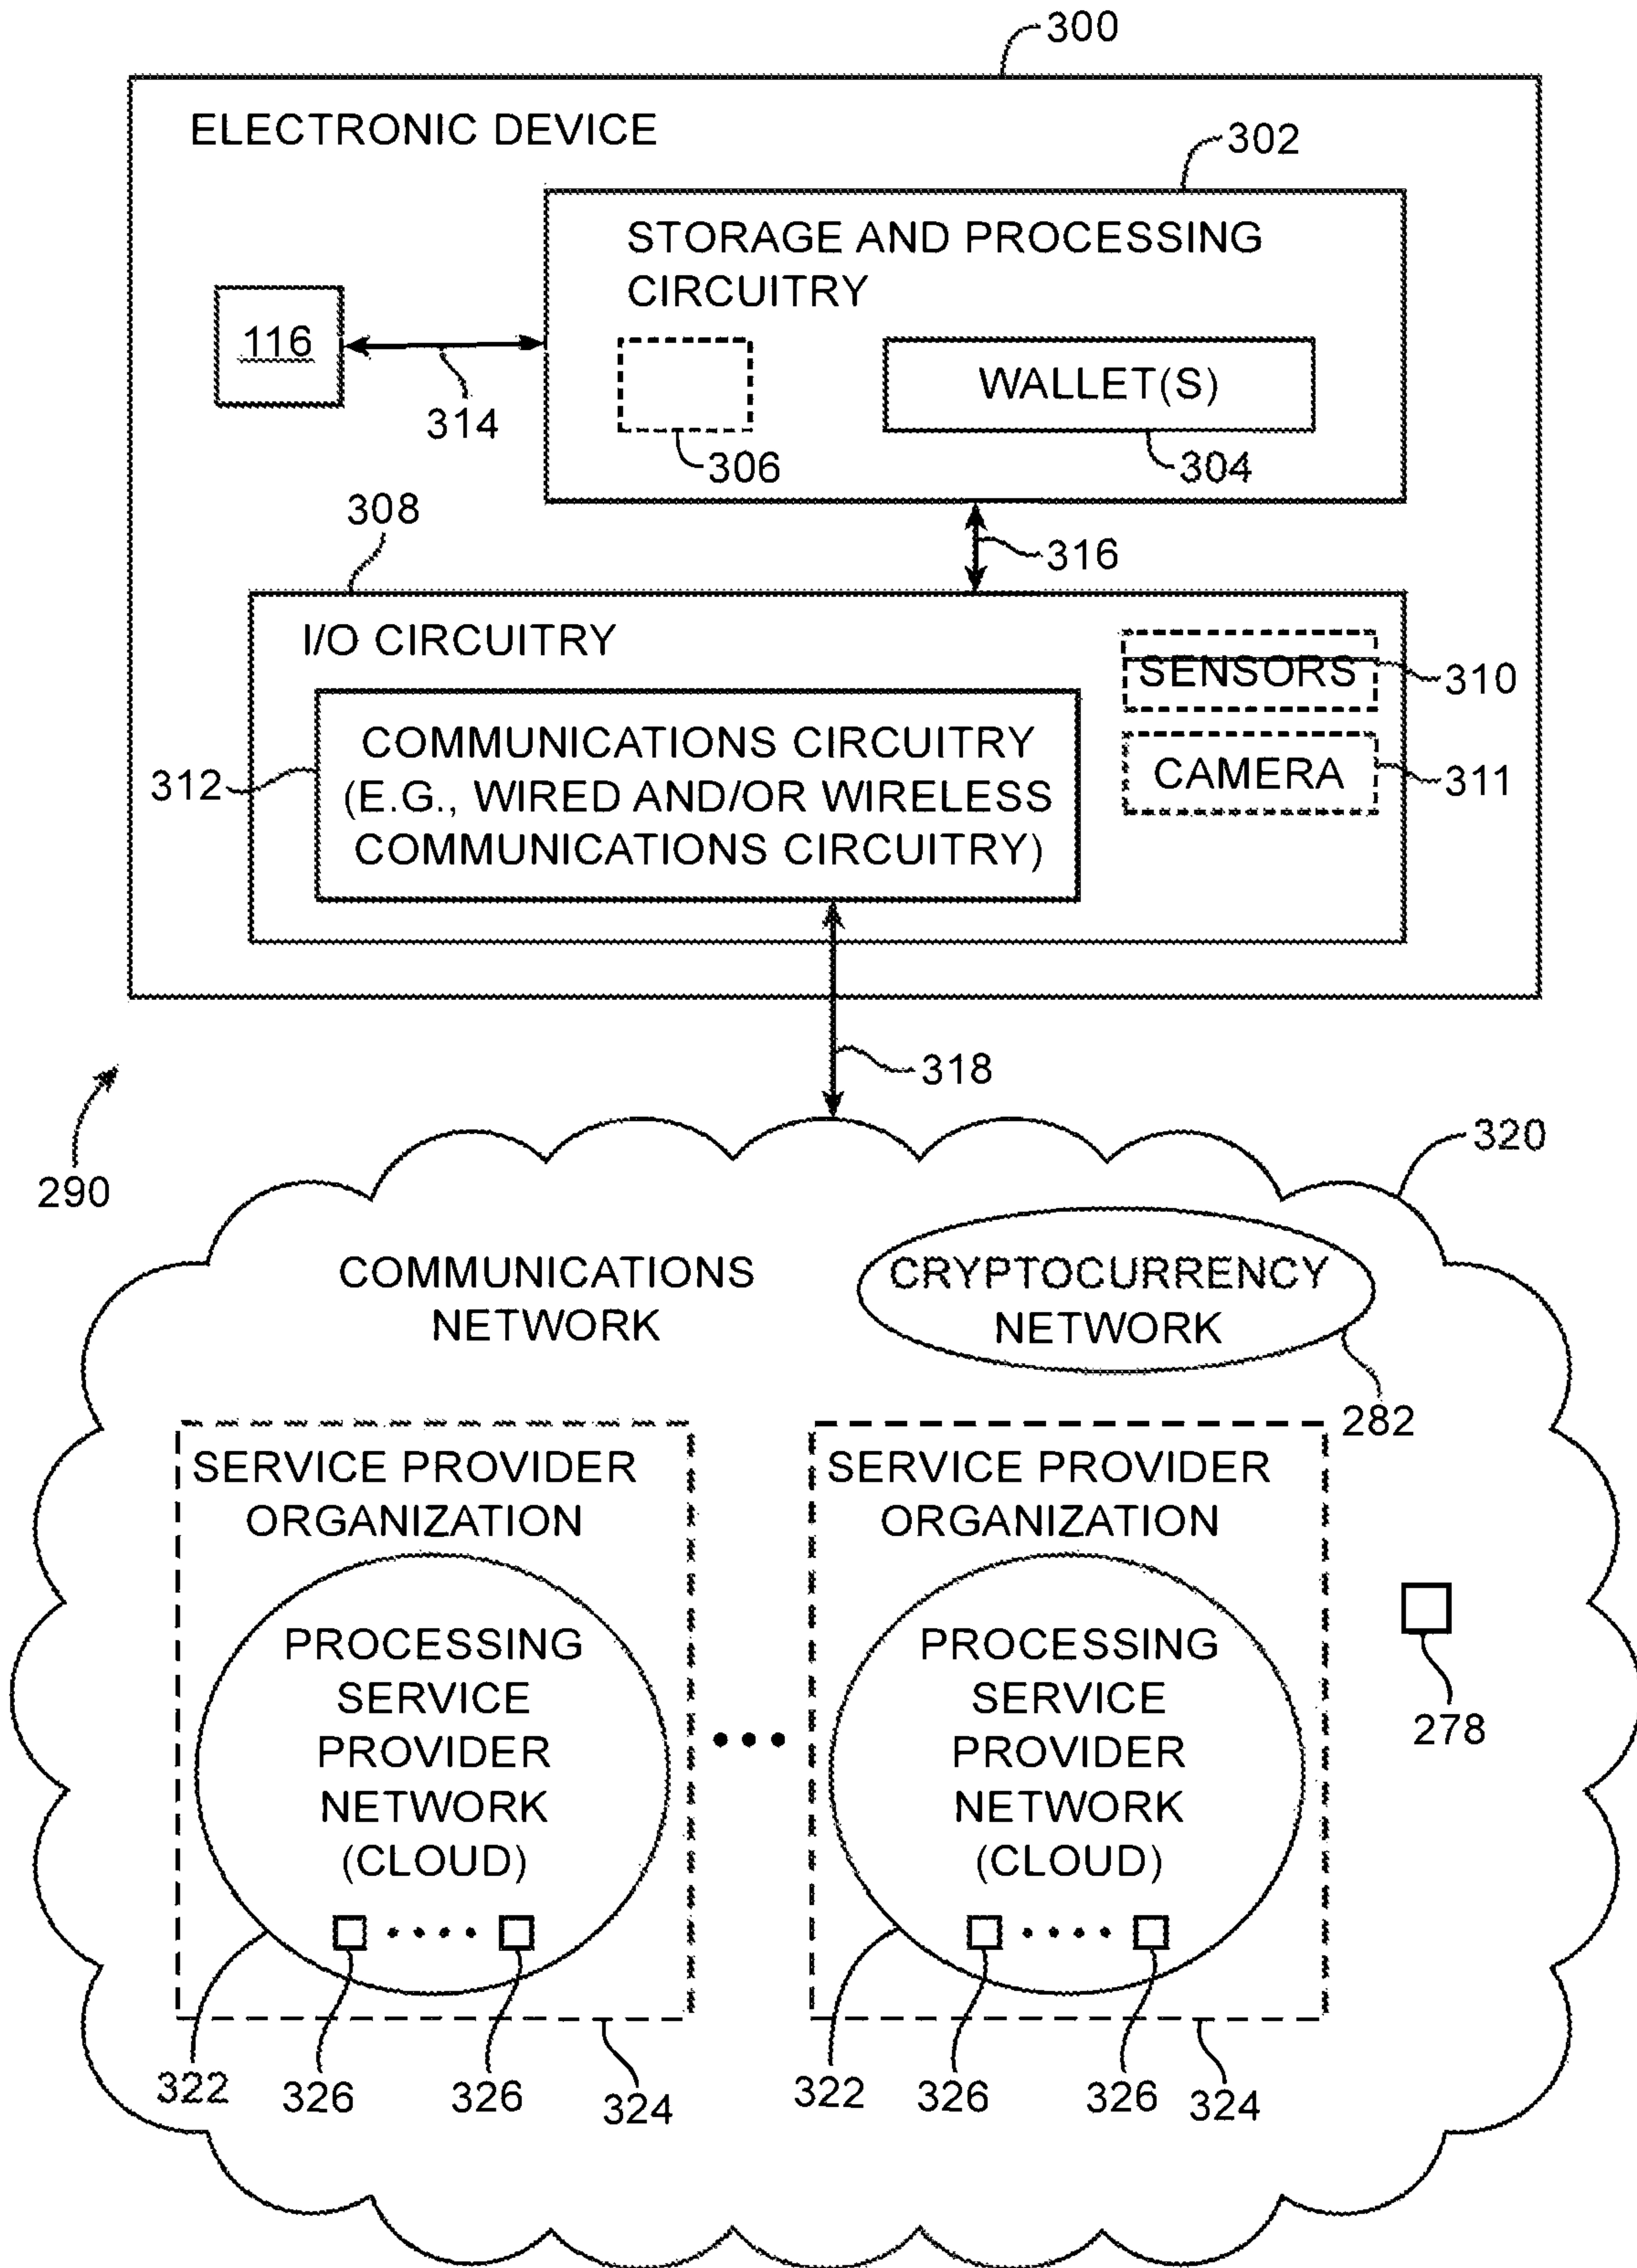 300
ELECTRONIC DEVICE
302
STORAGE AND PROCESSING
CIRCUITRY
116
314
WALLET(S)
306
304
308
316
I/O CIRCUITRY
SENSORS
310
COMMUNICATIONS CIRCUITRY
(E.G., WIRED AND/OR WIRELESS
COMMUNICATIONS CIRCUITRY)
312
CAMERA
311
318
290
320
COMMUNICATIONS
NETWORK
CRYPTOCURRENCY
NETWORK
282
SERVICE PROVIDER
ORGANIZATION
PROCESSING
SERVICE
PROVIDER
NETWORK
(CLOUD)
SERVICE PROVIDER
ORGANIZATION
PROCESSING
SERVICE
PROVIDER
NETWORK
(CLOUD)
278
322
326
326
324
322
326
326
324